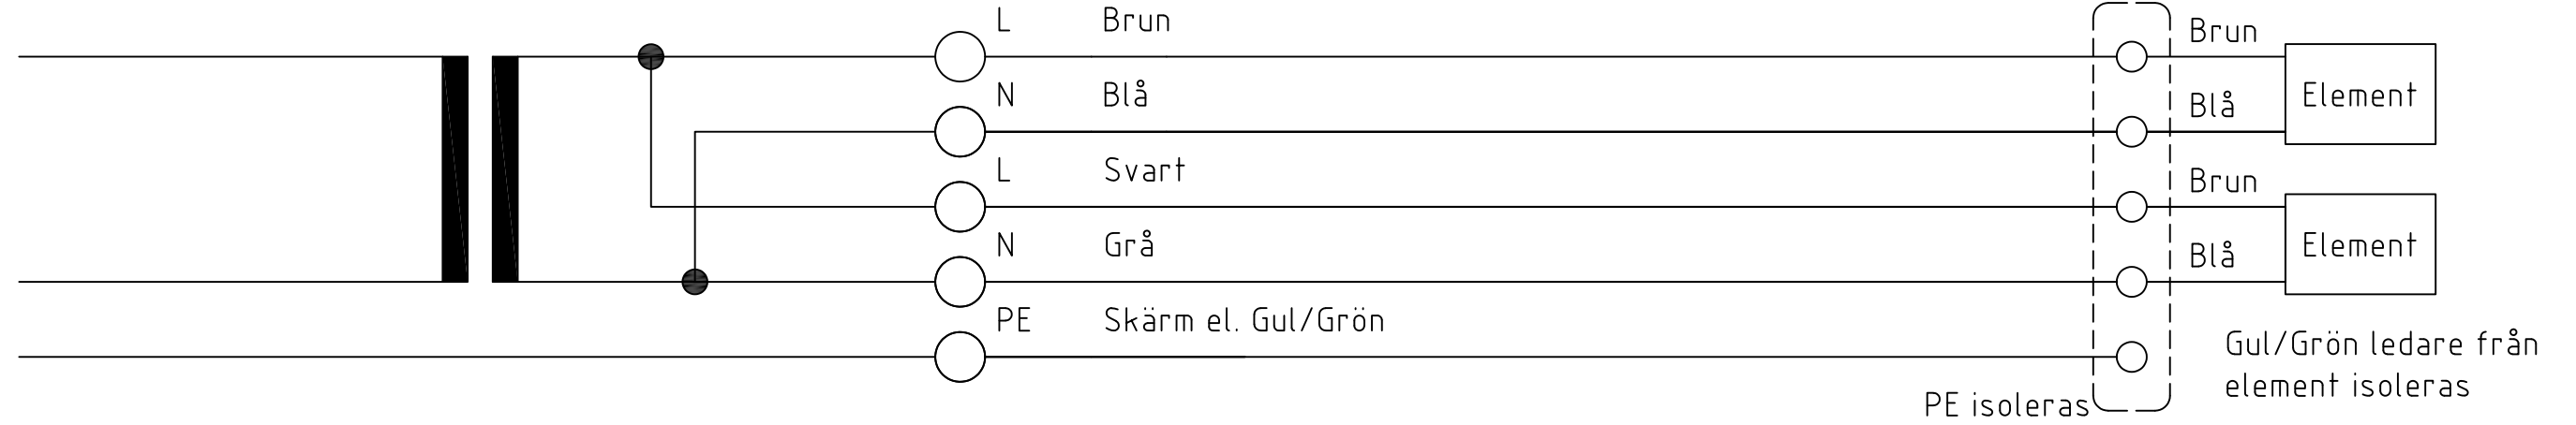 L Brun
Brun
N Blå
Blå
Element
L Svart
Brun
N Grå
Blå
Element
PE Skärm el. Gul/Grön
Gul/Grön ledare från
element isoleras
PE isoleras